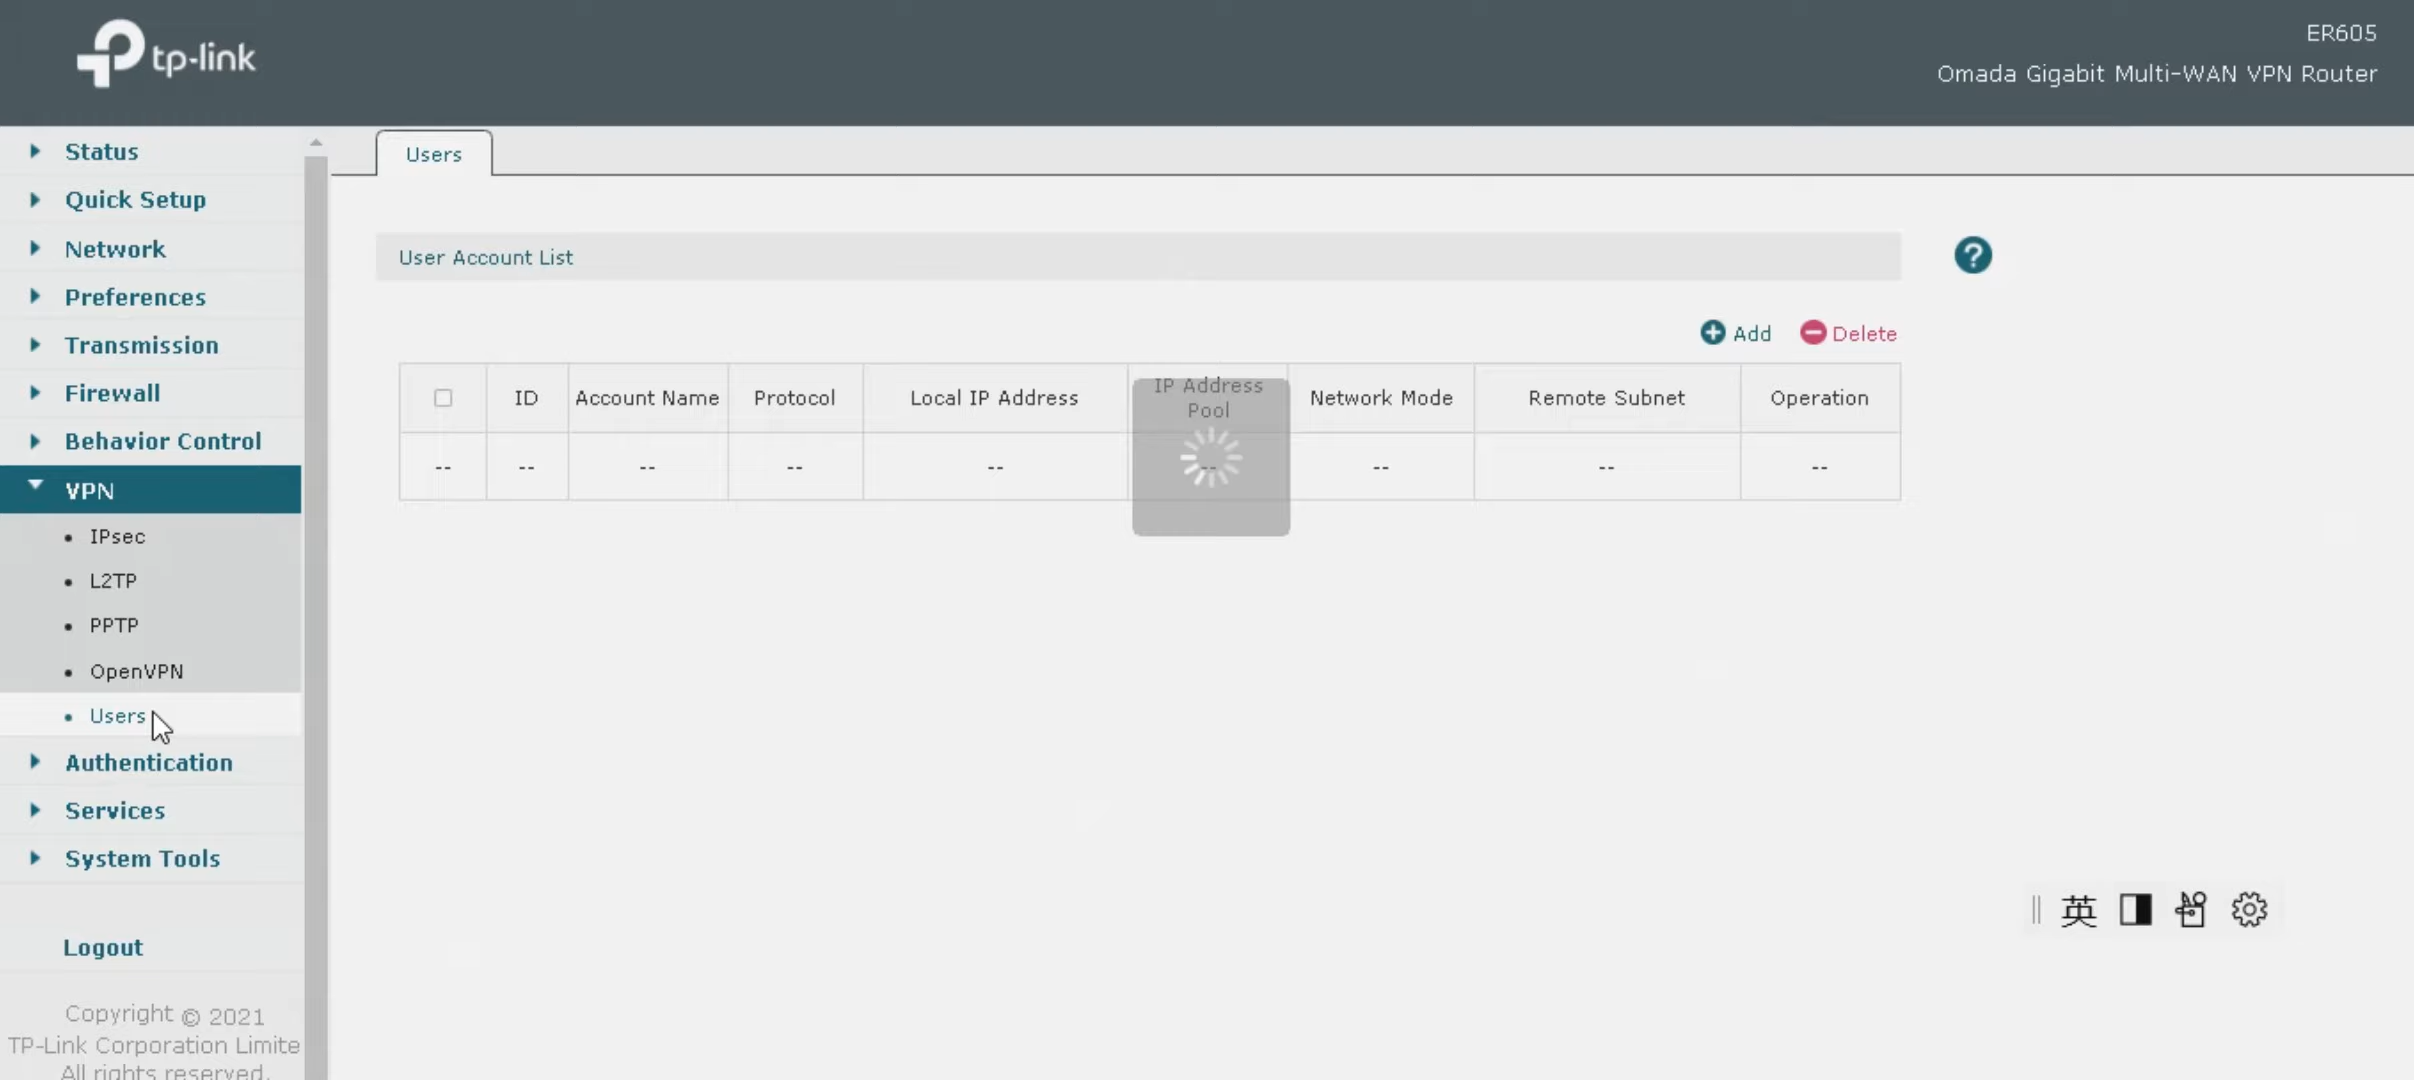 tp-link
ER605
Omada Gigabit Multi-WAN VPN Router
Status
Quick Setup
Network
Preferences
Transmission
Firewall
Behavior Control
VPN
IPsec
L2TP
PPTP
OpenVPN
Users
Authentication
Services
System Tools
Logout
Copyright © 2021
TP-Link Corporation Limite
All rights reserved.
Users
User Account List
?
Add Delete
ID Account Name Protocol Local IP Address IP Address Pool Network Mode Remote Subnet Operation
-- -- -- -- -- -- -- -- --
英